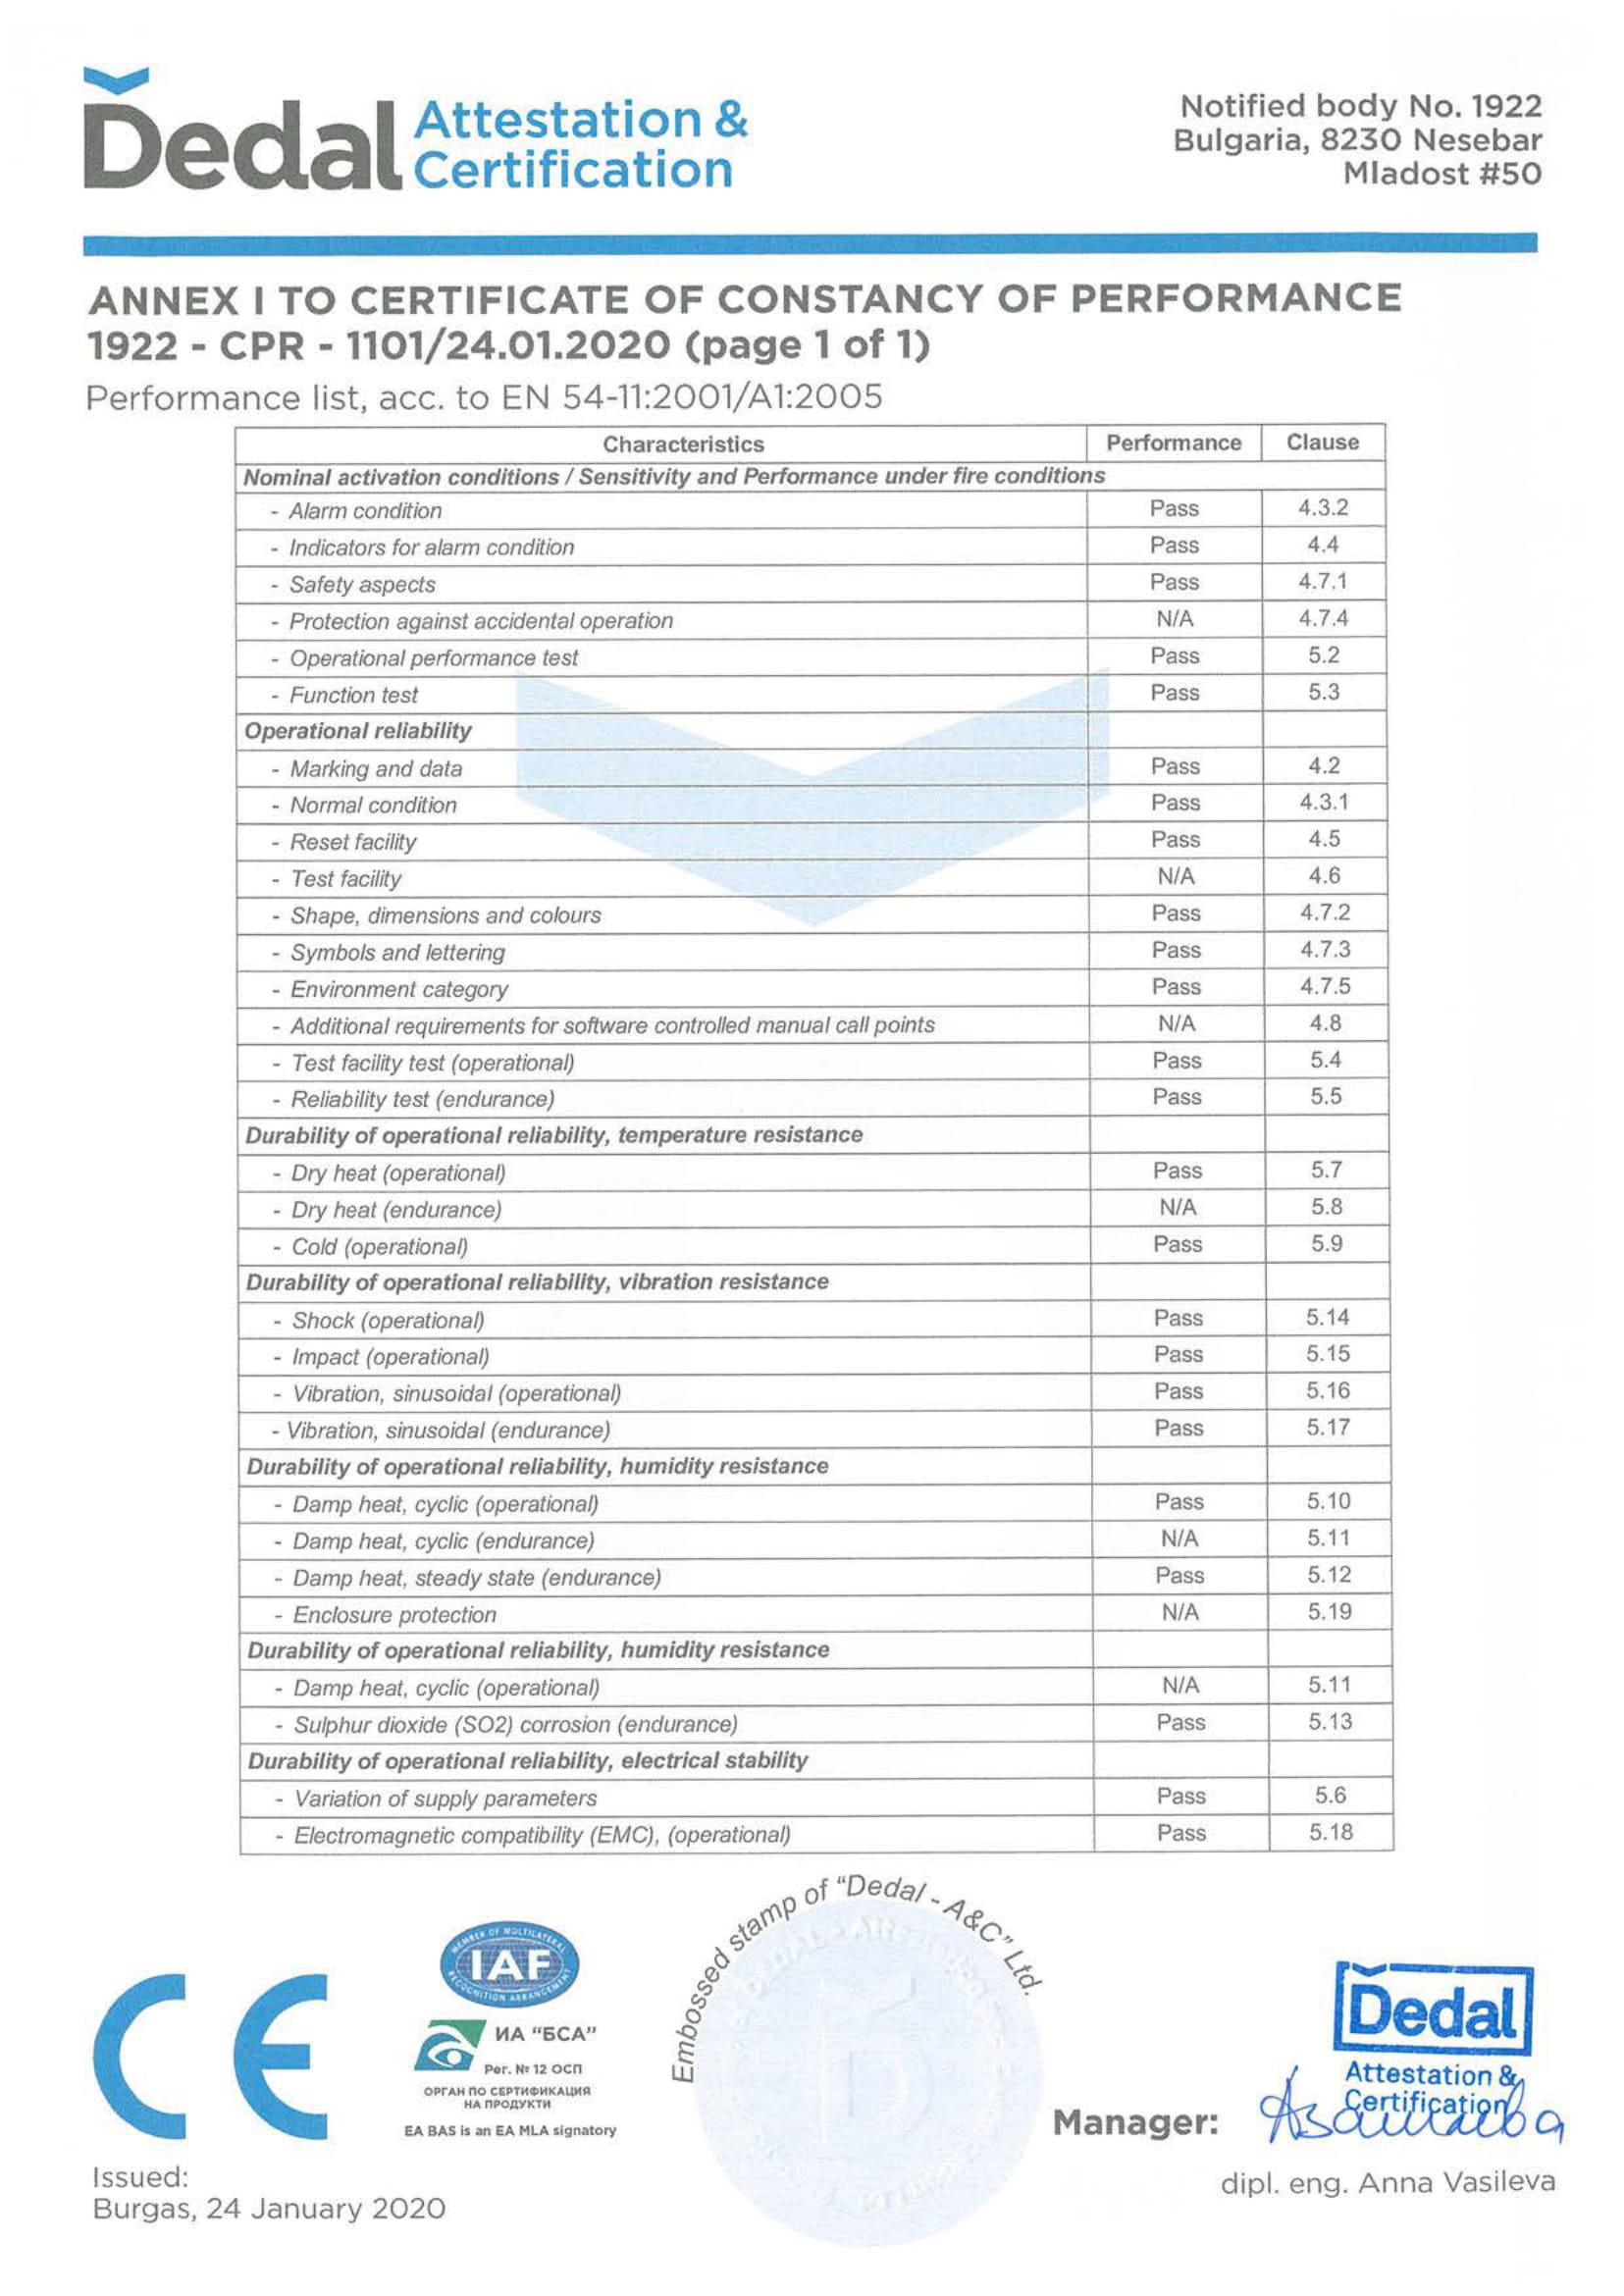 Dedal Attestation &
Certification
Notified body No. 1922
Bulgaria, 8230 Nesebar
Mladost #50
ANNEX I TO CERTIFICATE OF CONSTANCY OF PERFORMANCE
1922 - CPR - 1101/24.01.2020 (page 1 of 1)
Performance list, acc. to EN 54-11:2001/A1:2005
Characteristics Performance Clause
Nominal activation conditions / Sensitivity and Performance under fire conditions
- Alarm condition Pass 4.3.2
- Indicators for alarm condition Pass 4.4
- Safety aspects Pass 4.7.1
- Protection against accidental operation N/A 4.7.4
- Operational performance test Pass 5.2
- Function test Pass 5.3
Operational reliability
- Marking and data Pass 4.2
- Normal condition Pass 4.3.1
- Reset facility Pass 4.5
- Test facility N/A 4.6
- Shape, dimensions and colours Pass 4.7.2
- Symbols and lettering Pass 4.7.3
- Environment category Pass 4.7.5
- Additional requirements for software controlled manual call points N/A 4.8
- Test facility test (operational) Pass 5.4
- Reliability test (endurance) Pass 5.5
Durability of operational reliability, temperature resistance
- Dry heat (operational) Pass 5.7
- Dry heat (endurance) N/A 5.8
- Cold (operational) Pass 5.9
Durability of operational reliability, vibration resistance
- Shock (operational) Pass 5.14
- Impact (operational) Pass 5.15
- Vibration, sinusoidal (operational) Pass 5.16
- Vibration, sinusoidal (endurance) Pass 5.17
Durability of operational reliability, humidity resistance
- Damp heat, cyclic (operational) Pass 5.10
- Damp heat, cyclic (endurance) N/A 5.11
- Damp heat, steady state (endurance) Pass 5.12
- Enclosure protection N/A 5.19
Durability of operational reliability, humidity resistance
- Damp heat, cyclic (operational) N/A 5.11
- Sulphur dioxide (SO2) corrosion (endurance) Pass 5.13
Durability of operational reliability, electrical stability
- Variation of supply parameters Pass 5.6
- Electromagnetic compatibility (EMC), (operational) Pass 5.18
CE
MEMBER OF MULTILATERAL
IAF
RECOGNITION ARRANGEMENT
ИА "БСА"
Рег. № 12 ОСП
ОРГАН ПО СЕРТИФИКАЦИЯ
НА ПРОДУКТИ
EA BAS is an EA MLA signatory
Embossed stamp of "Dedal - A&C" Ltd.
Dedal
Attestation &
Certification
Manager:
dipl. eng. Anna Vasileva
Issued:
Burgas, 24 January 2020